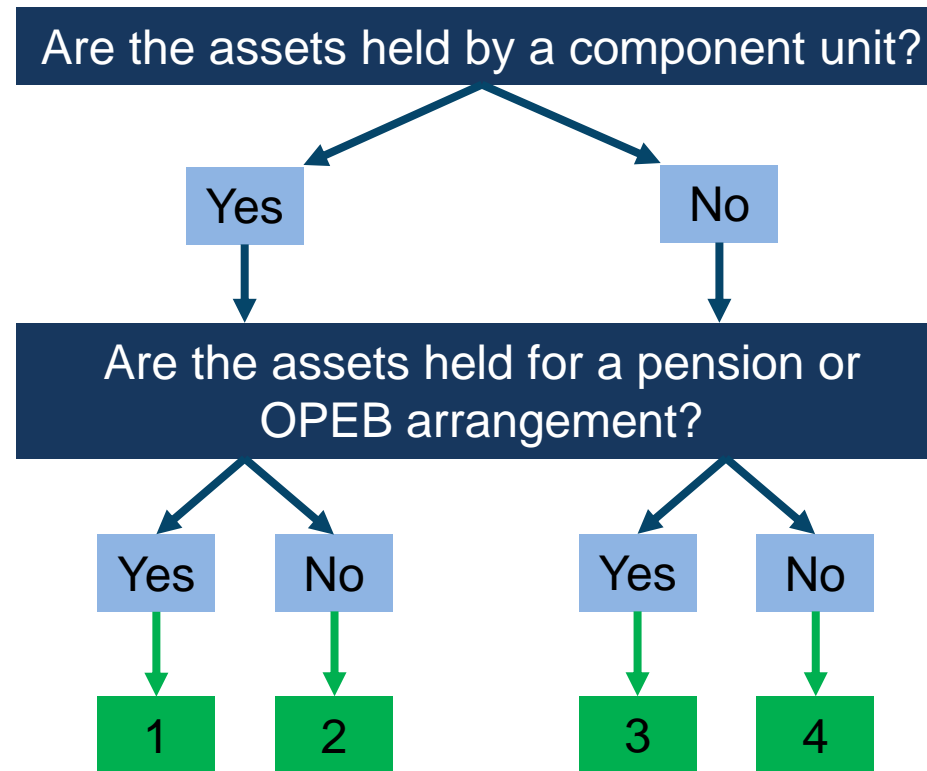 Are the assets held by a component unit?
Yes
No
Are the assets held for a pension or
OPEB arrangement?
Yes
No
Yes
No
1
2
3
4